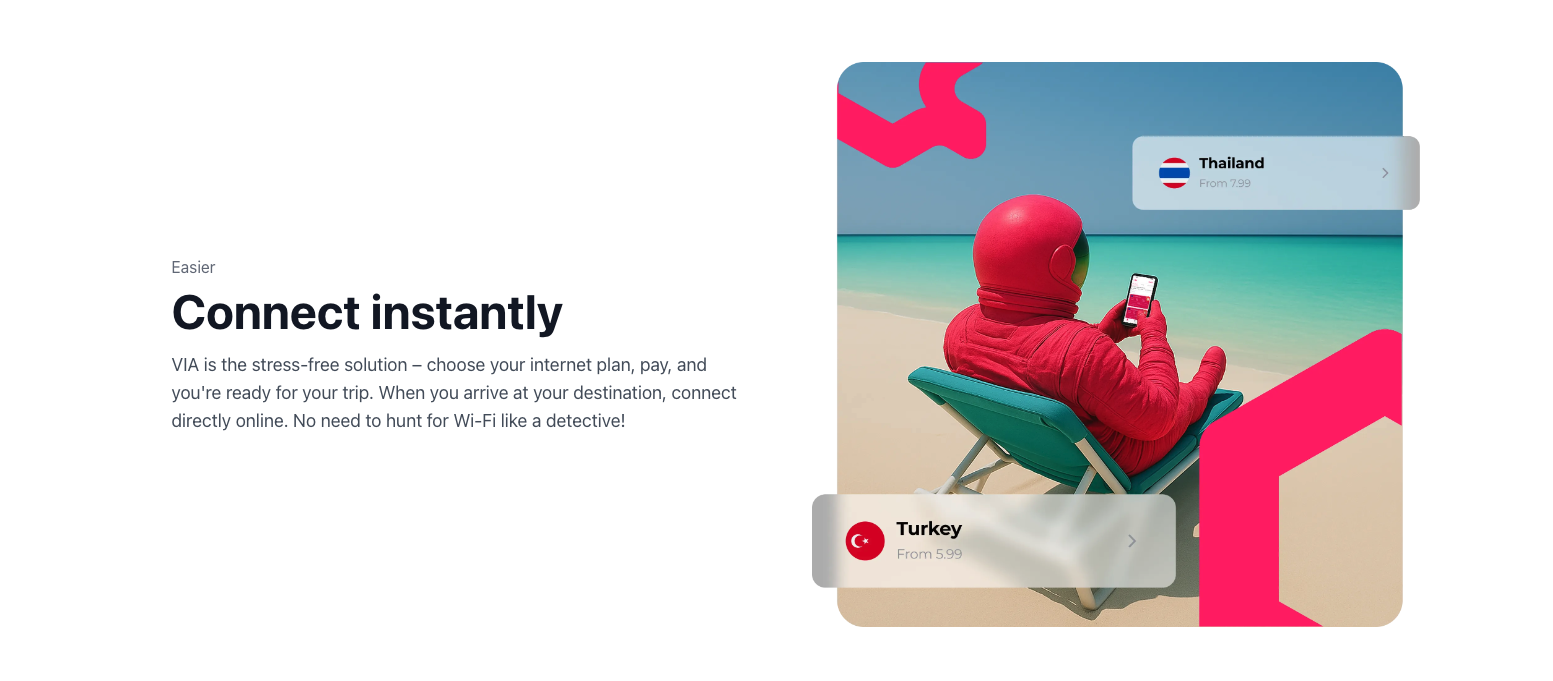 Easier
Connect instantly
VIA is the stress-free solution – choose your internet plan, pay, and
you're ready for your trip. When you arrive at your destination, connect
directly online. No need to hunt for Wi-Fi like a detective!
Thailand
From 7.99
Turkey
From 5.99